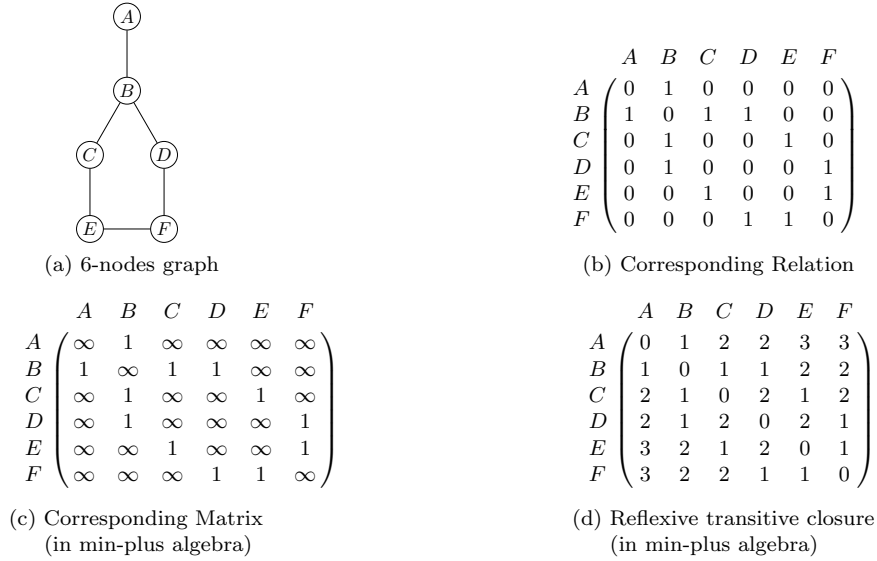 A
B
C D
E F
(a) 6-nodes graph
A B C D E F
A 0 1 0 0 0 0
B 1 0 1 1 0 0
C 0 1 0 0 1 0
D 0 1 0 0 0 1
E 0 0 1 0 0 1
F 0 0 0 1 1 0
(b) Corresponding Relation
A B C D E F
A ∞ 1 ∞ ∞ ∞ ∞
B 1 ∞ 1 1 ∞ ∞
C ∞ 1 ∞ ∞ 1 ∞
D ∞ 1 ∞ ∞ ∞ 1
E ∞ ∞ 1 ∞ ∞ 1
F ∞ ∞ ∞ 1 1 ∞
(c) Corresponding Matrix
(in min-plus algebra)
A B C D E F
A 0 1 2 2 3 3
B 1 0 1 1 2 2
C 2 1 0 2 1 2
D 2 1 2 0 2 1
E 3 2 1 2 0 1
F 3 2 2 1 1 0
(d) Reflexive transitive closure
(in min-plus algebra)